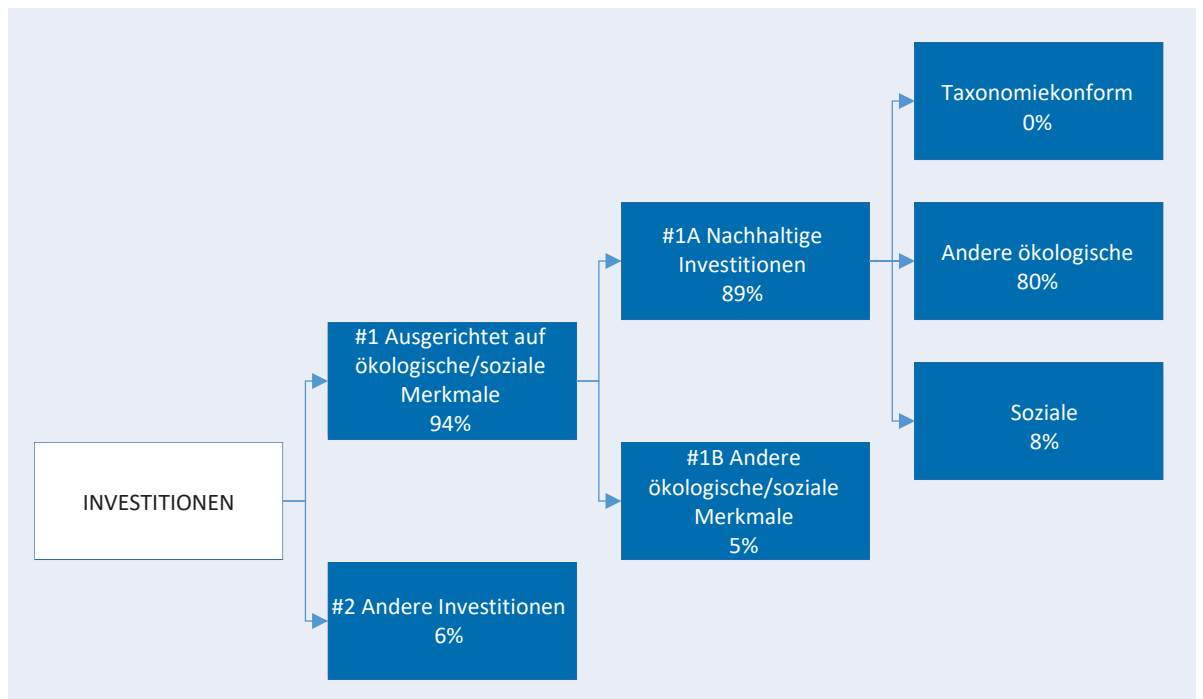 INVESTITIONEN
#1 Ausgerichtet auf
ökologische/soziale
Merkmale
94%
#2 Andere Investitionen
6%
#1A Nachhaltige
Investitionen
89%
#1B Andere
ökologische/soziale
Merkmale
5%
Taxonomiekonform
0%
Andere ökologische
80%
Soziale
8%